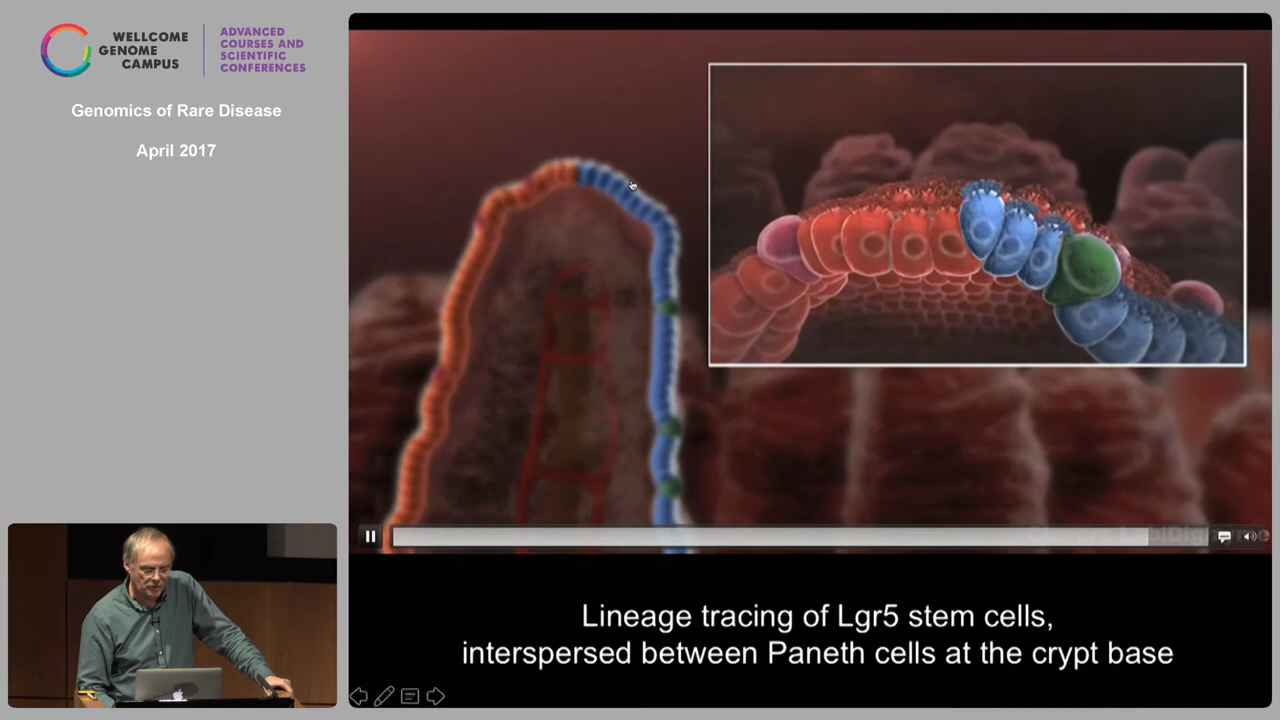 WELLCOME
GENOME
CAMPUS
ADVANCED
COURSES AND
SCIENTIFIC
CONFERENCES
Genomics of Rare Disease
April 2017
Lineage tracing of Lgr5 stem cells,
interspersed between Paneth cells at the crypt base